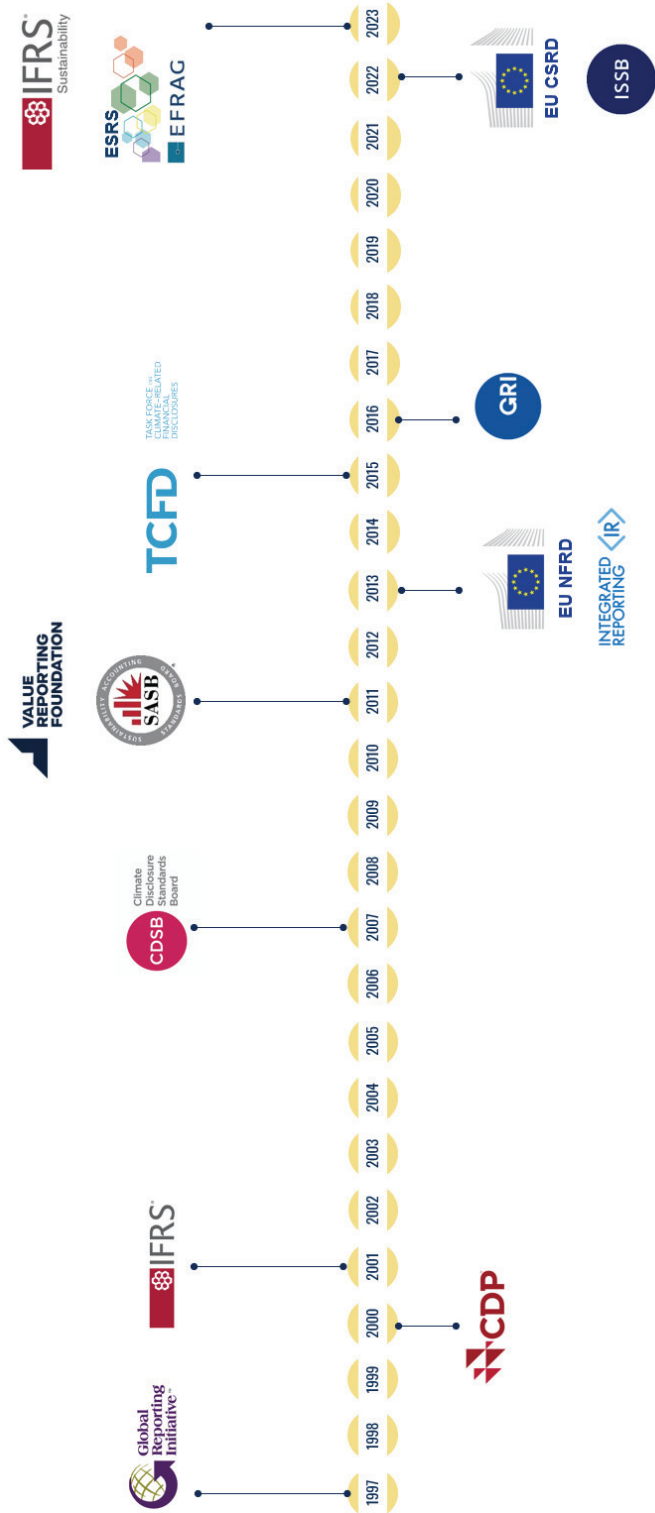 Global
Reporting
Initiative™
IFRS®
CDSB
Climate
Disclosure
Standards
Board
VALUE
REPORTING
FOUNDATION
SUSTAINABILITY ACCOUNTING
SASB
STANDARDS BOARD
TCFD
TASK FORCE ON
CLIMATE-RELATED
FINANCIAL
DISCLOSURES
IFRS®
Sustainability
ESRS
EFRAG
1997 1998 1999 2000 2001 2002 2003 2004 2005 2006 2007 2008 2009 2010 2011 2012 2013 2014 2015 2016 2017 2018 2019 2020 2021 2022 2023
CDP
EU NFRD
INTEGRATED
REPORTING
<IR>
GRI
EU CSRD
ISSB